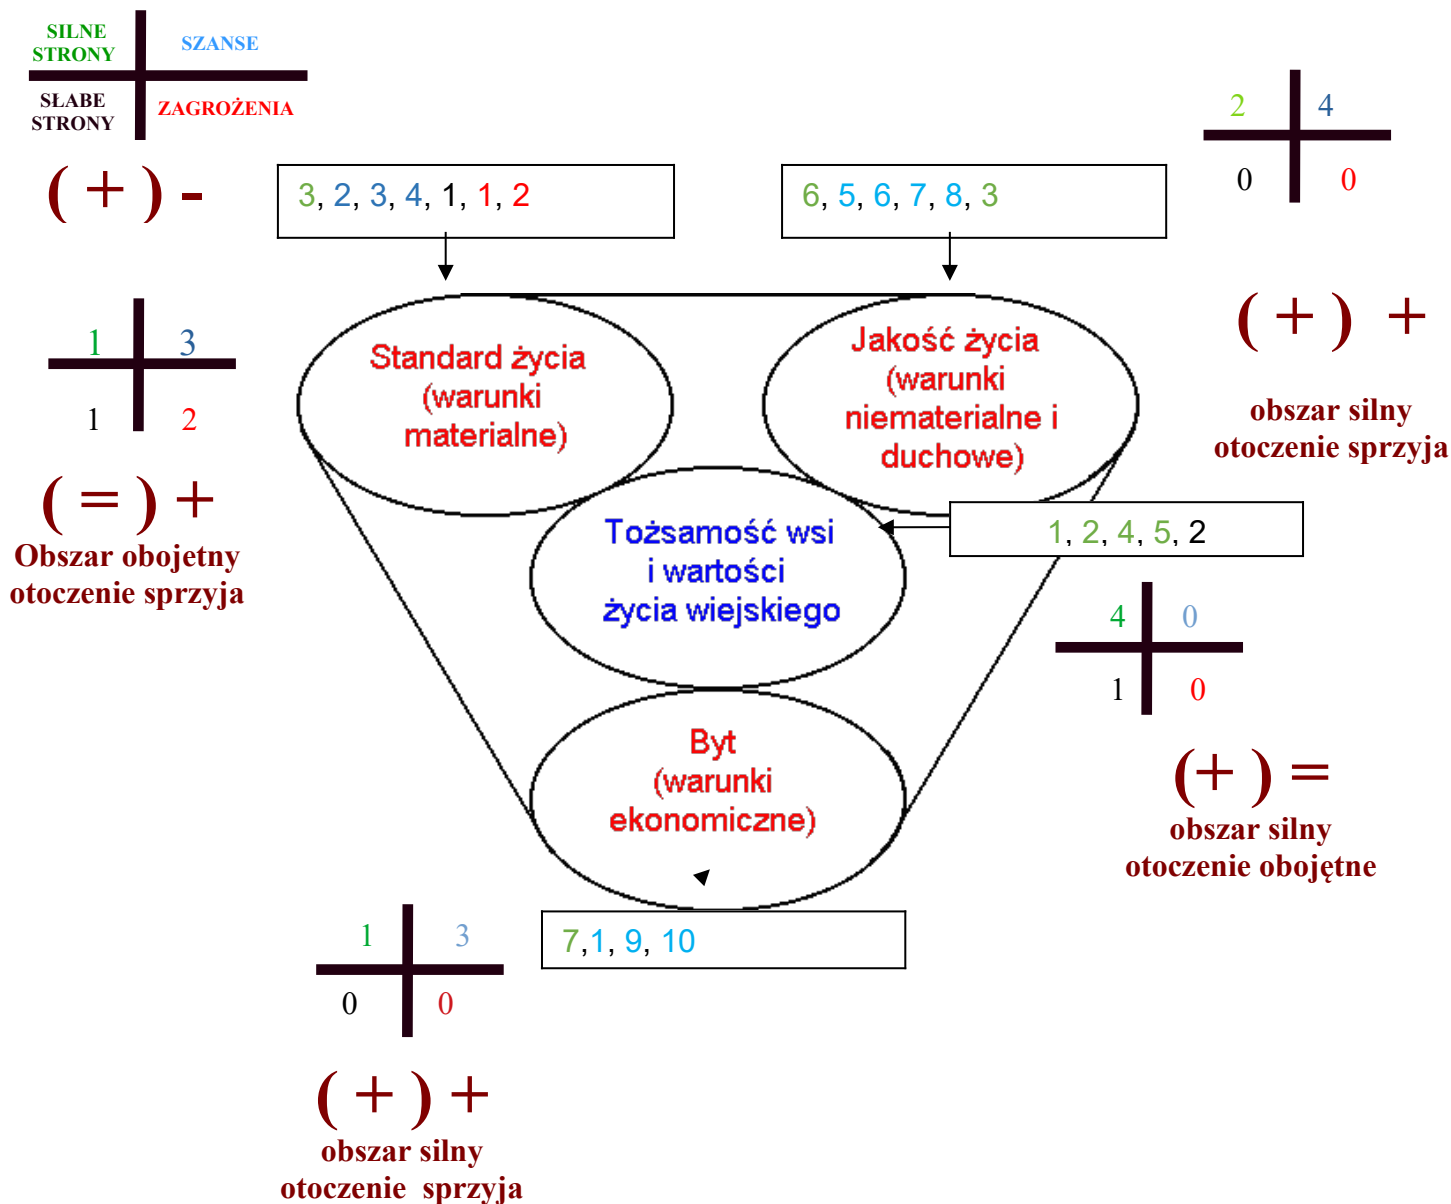 SILNE
STRONY
SZANSE
SŁABE
STRONY
ZAGROŻENIA
( + ) -
3, 2, 3, 4, 1, 1, 2
6, 5, 6, 7, 8, 3
2
4
0
0
( + ) +
obszar silny
otoczenie sprzyja
1
3
1
2
( = ) +
Obszar obojetny
otoczenie sprzyja
Standard życia
(warunki
materialne)
Jakość życia
(warunki
niematerialne i
duchowe)
Tożsamość wsi
i wartości
życia wiejskiego
1, 2, 4, 5, 2
4
0
1
0
(+ ) =
obszar silny
otoczenie obojętne
Byt
(warunki
ekonomiczne)
7,1, 9, 10
1
3
0
0
( + ) +
obszar silny
otoczenie sprzyja